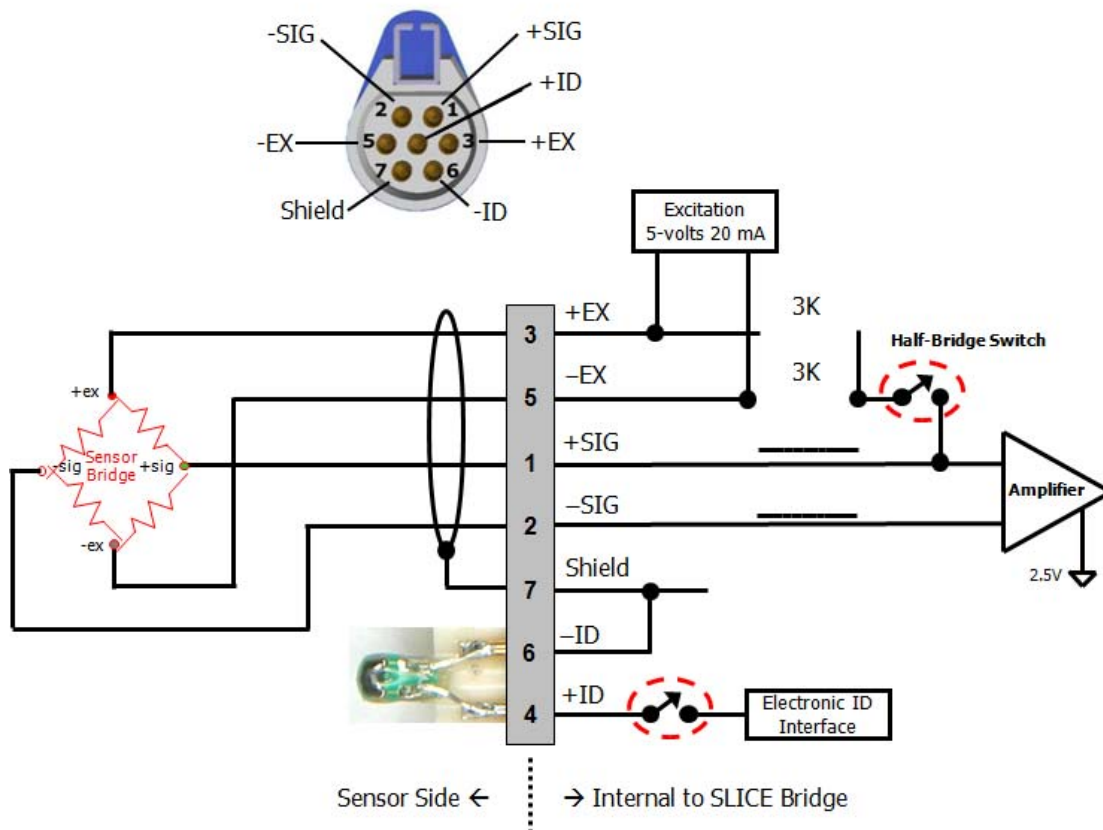 -SIG
+SIG
+ID
2
1
-EX
5
3
+EX
7
6
Shield
-ID
Excitation
5-volts 20 mA
3
+EX
3K
Half-Bridge Switch
5
–EX
3K
+ex
1
+SIG
-sig
Sensor
Bridge
+sig
Amplifier
2
–SIG
-ex
2.5V
7
Shield
6
–ID
4
+ID
Electronic ID
Interface
Sensor Side ←
→ Internal to SLICE Bridge